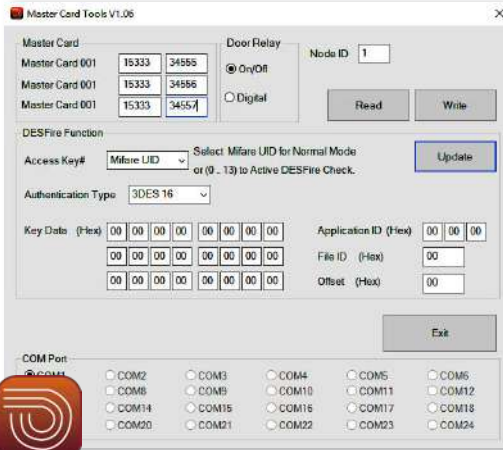 Master Card Tools V1.06
Master Card
Master Card 001 15333 34555
Master Card 001 15333 34556
Master Card 001 15333 34557
Door Relay
On/Off
Digital
Node ID 1
Read Write
DESFire Function
Access Key# Mifare UID
Select Mifare UID for Normal Mode
or (0 .. 13) to Active DESFire Check.
Update
Authentication Type 3DES 16
Key Data (Hex) 00 00 00 00 00 00 00 00
00 00 00 00 00 00 00 00
00 00 00 00 00 00 00 00
Application ID (Hex) 00 00 00
File ID (Hex) 00
Offset (Hex) 00
Exit
COM Port
COM1 COM2 COM3 COM4 COM5 COM6
COM8 COM9 COM10 COM11 COM12
COM14 COM15 COM16 COM17 COM18
COM20 COM21 COM22 COM23 COM24